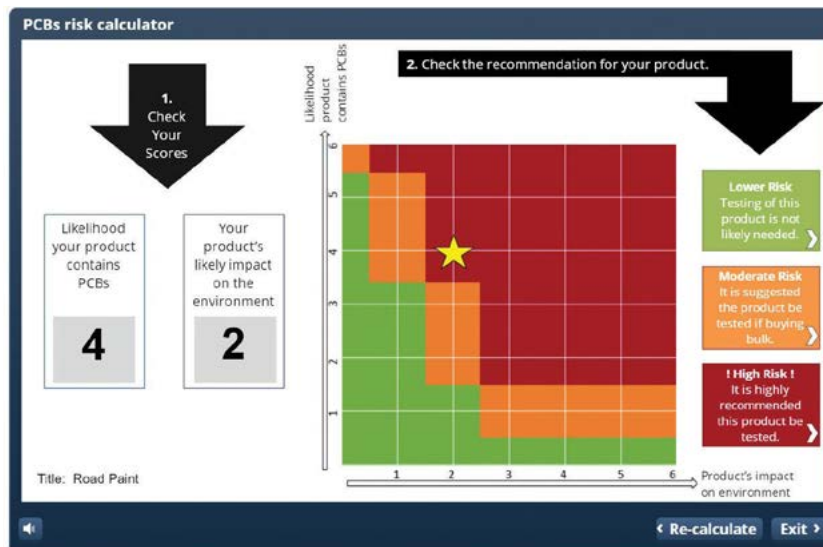 PCBs risk calculator
1.
Check
Your
Scores
2. Check the recommendation for your product.
Likelihood
your product
contains
PCBs
4
Your
product's
likely impact
on the
environment
2
Title: Road Paint
Likelihood
product
contains PCBs
6
5
4
3
2
1
1 2 3 4 5 6
Product's impact
on environment
Lower Risk
Testing of this
product is not
likely needed.
Moderate Risk
It is suggested
the product be
tested if buying
bulk.
! High Risk !
It is highly
recommended
this product be
tested.
Re-calculate
Exit